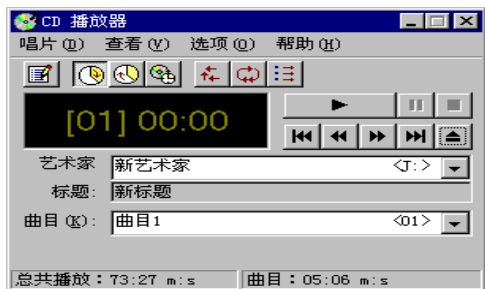 CD 播放器
唱片(D) 查看(V) 选项(O) 帮助(H)
[01] 00:00
艺术家 新艺术家 <J:>
标题: 新标题
曲目(K): 曲目1 <01>
总共播放：73:27 m:s 曲目：05:06 m:s